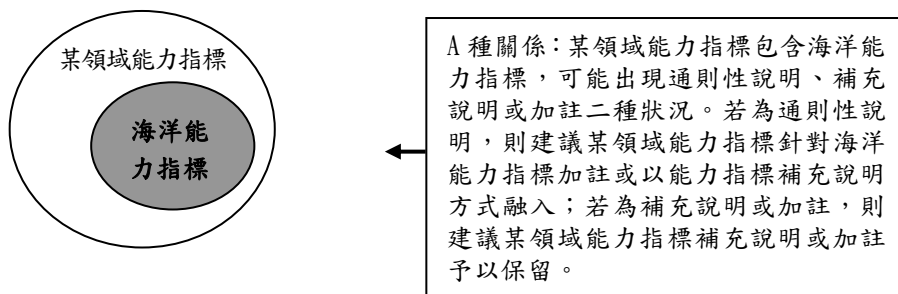 某領域能力指標
海洋能
力指標
A 種關係：某領域能力指標包含海洋能
力指標，可能出現通則性說明、補充
說明或加註二種狀況。若為通則性說
明，則建議某領域能力指標針對海洋
能力指標加註或以能力指標補充說明
方式融入；若為補充說明或加註，則
建議某領域能力指標補充說明或加註
予以保留。